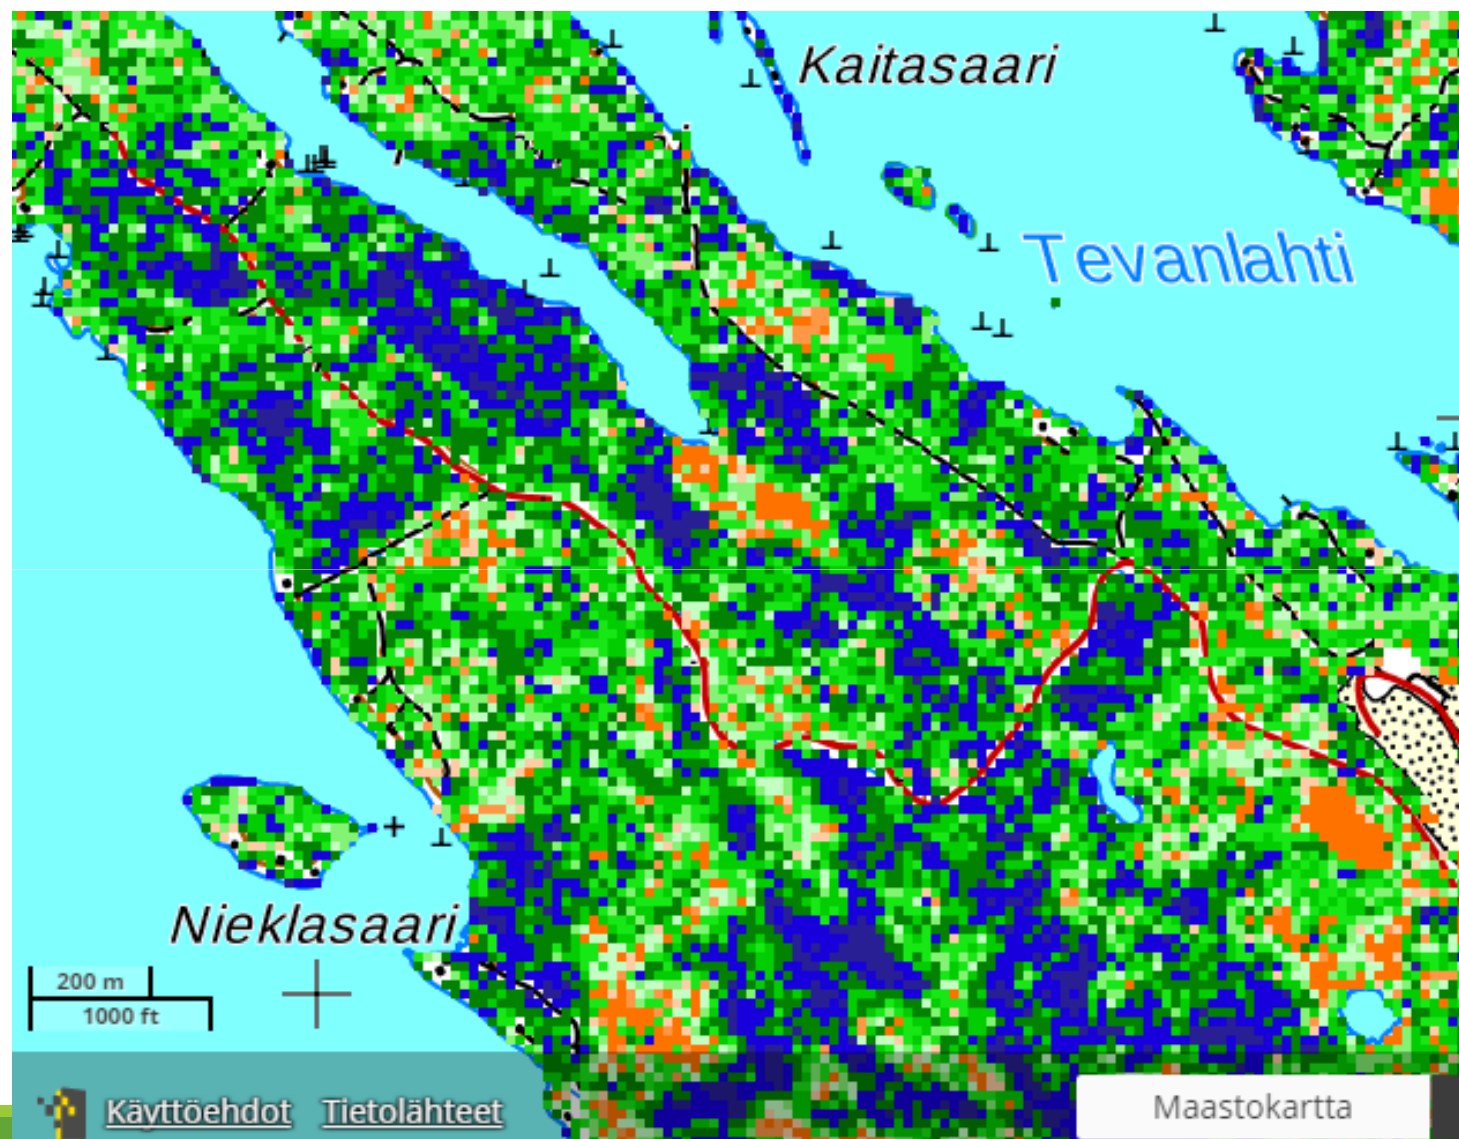 Kaitasaari
Tevanlahti
Nieklasaari
200 m
1000 ft
Käyttöehdot Tietolähteet
Maastokartta